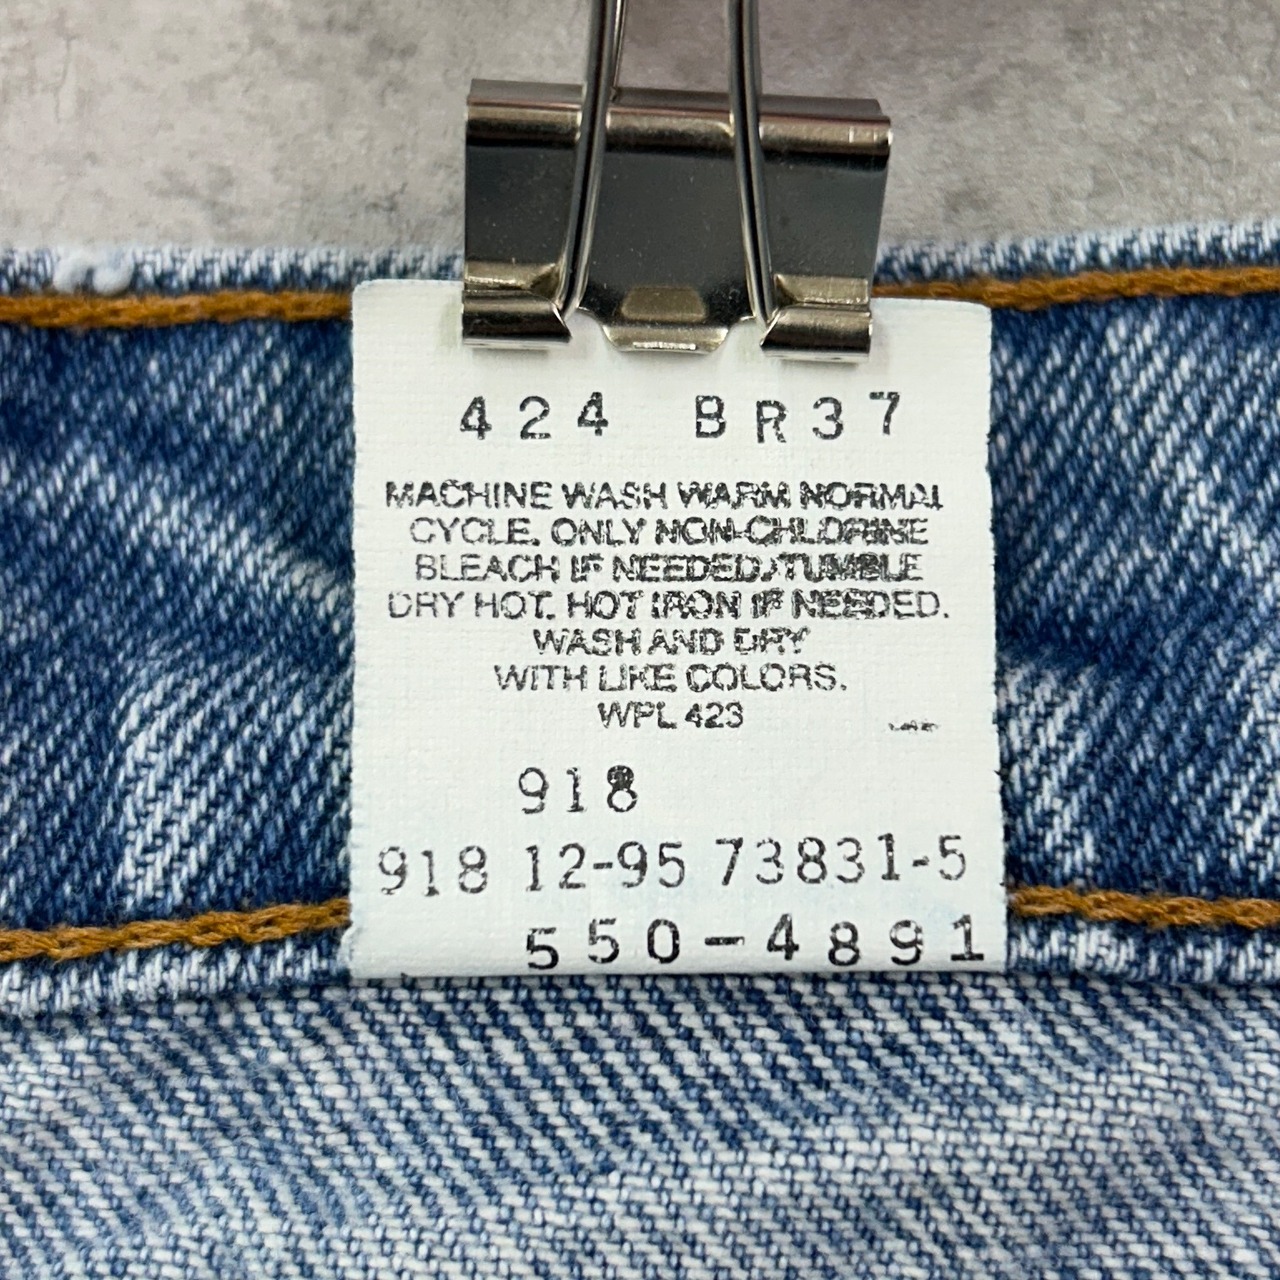 424 BR37
MACHINE WASH WARM NORMAL
CYCLE. ONLY NON-CHLORINE
BLEACH IF NEEDED. TUMBLE
DRY HOT. HOT IRON IF NEEDED.
WASH AND DRY
WITH LIKE COLORS.
WPL 423
918
918 12-95 73831-5
550-4891